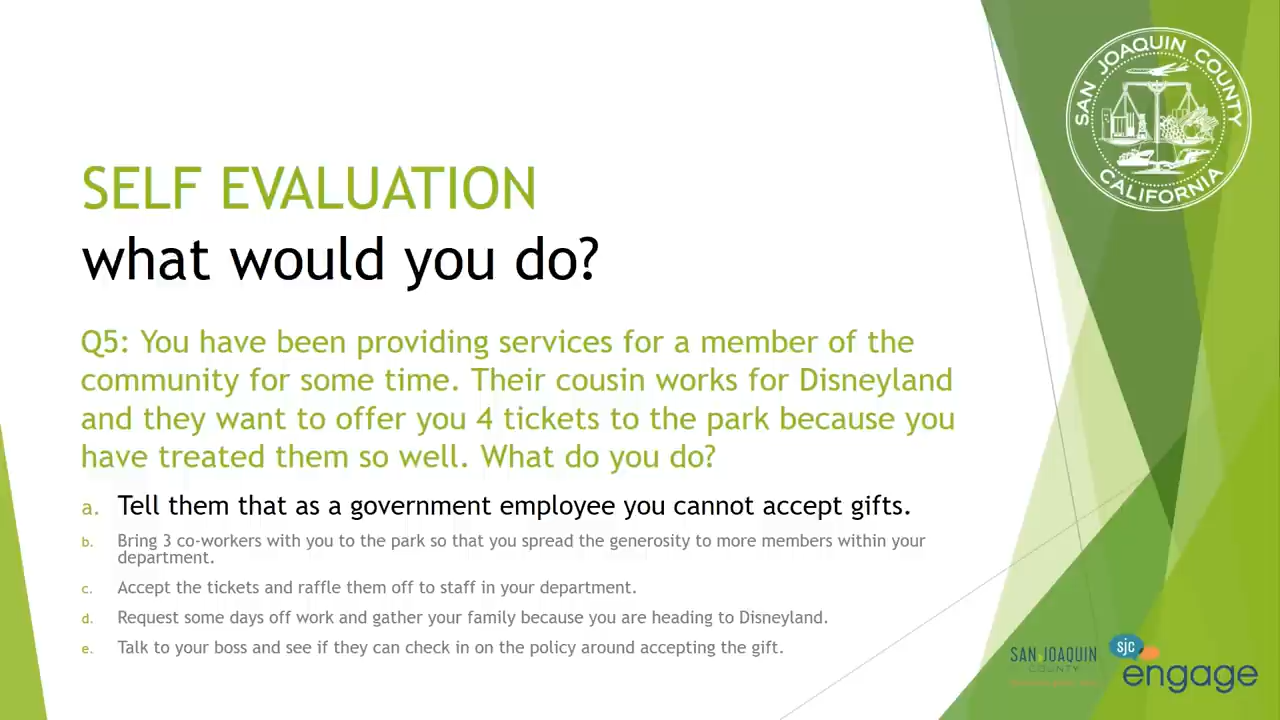 SAN JOAQUIN COUNTY
CALIFORNIA
SELF EVALUATION
what would you do?
Q5: You have been providing services for a member of the
community for some time. Their cousin works for Disneyland
and they want to offer you 4 tickets to the park because you
have treated them so well. What do you do?
a. Tell them that as a government employee you cannot accept gifts.
b. Bring 3 co-workers with you to the park so that you spread the generosity to more members within your
department.
c. Accept the tickets and raffle them off to staff in your department.
d. Request some days off work and gather your family because you are heading to Disneyland.
e. Talk to your boss and see if they can check in on the policy around accepting the gift.
SAN JOAQUIN
COUNTY
sjc
engage